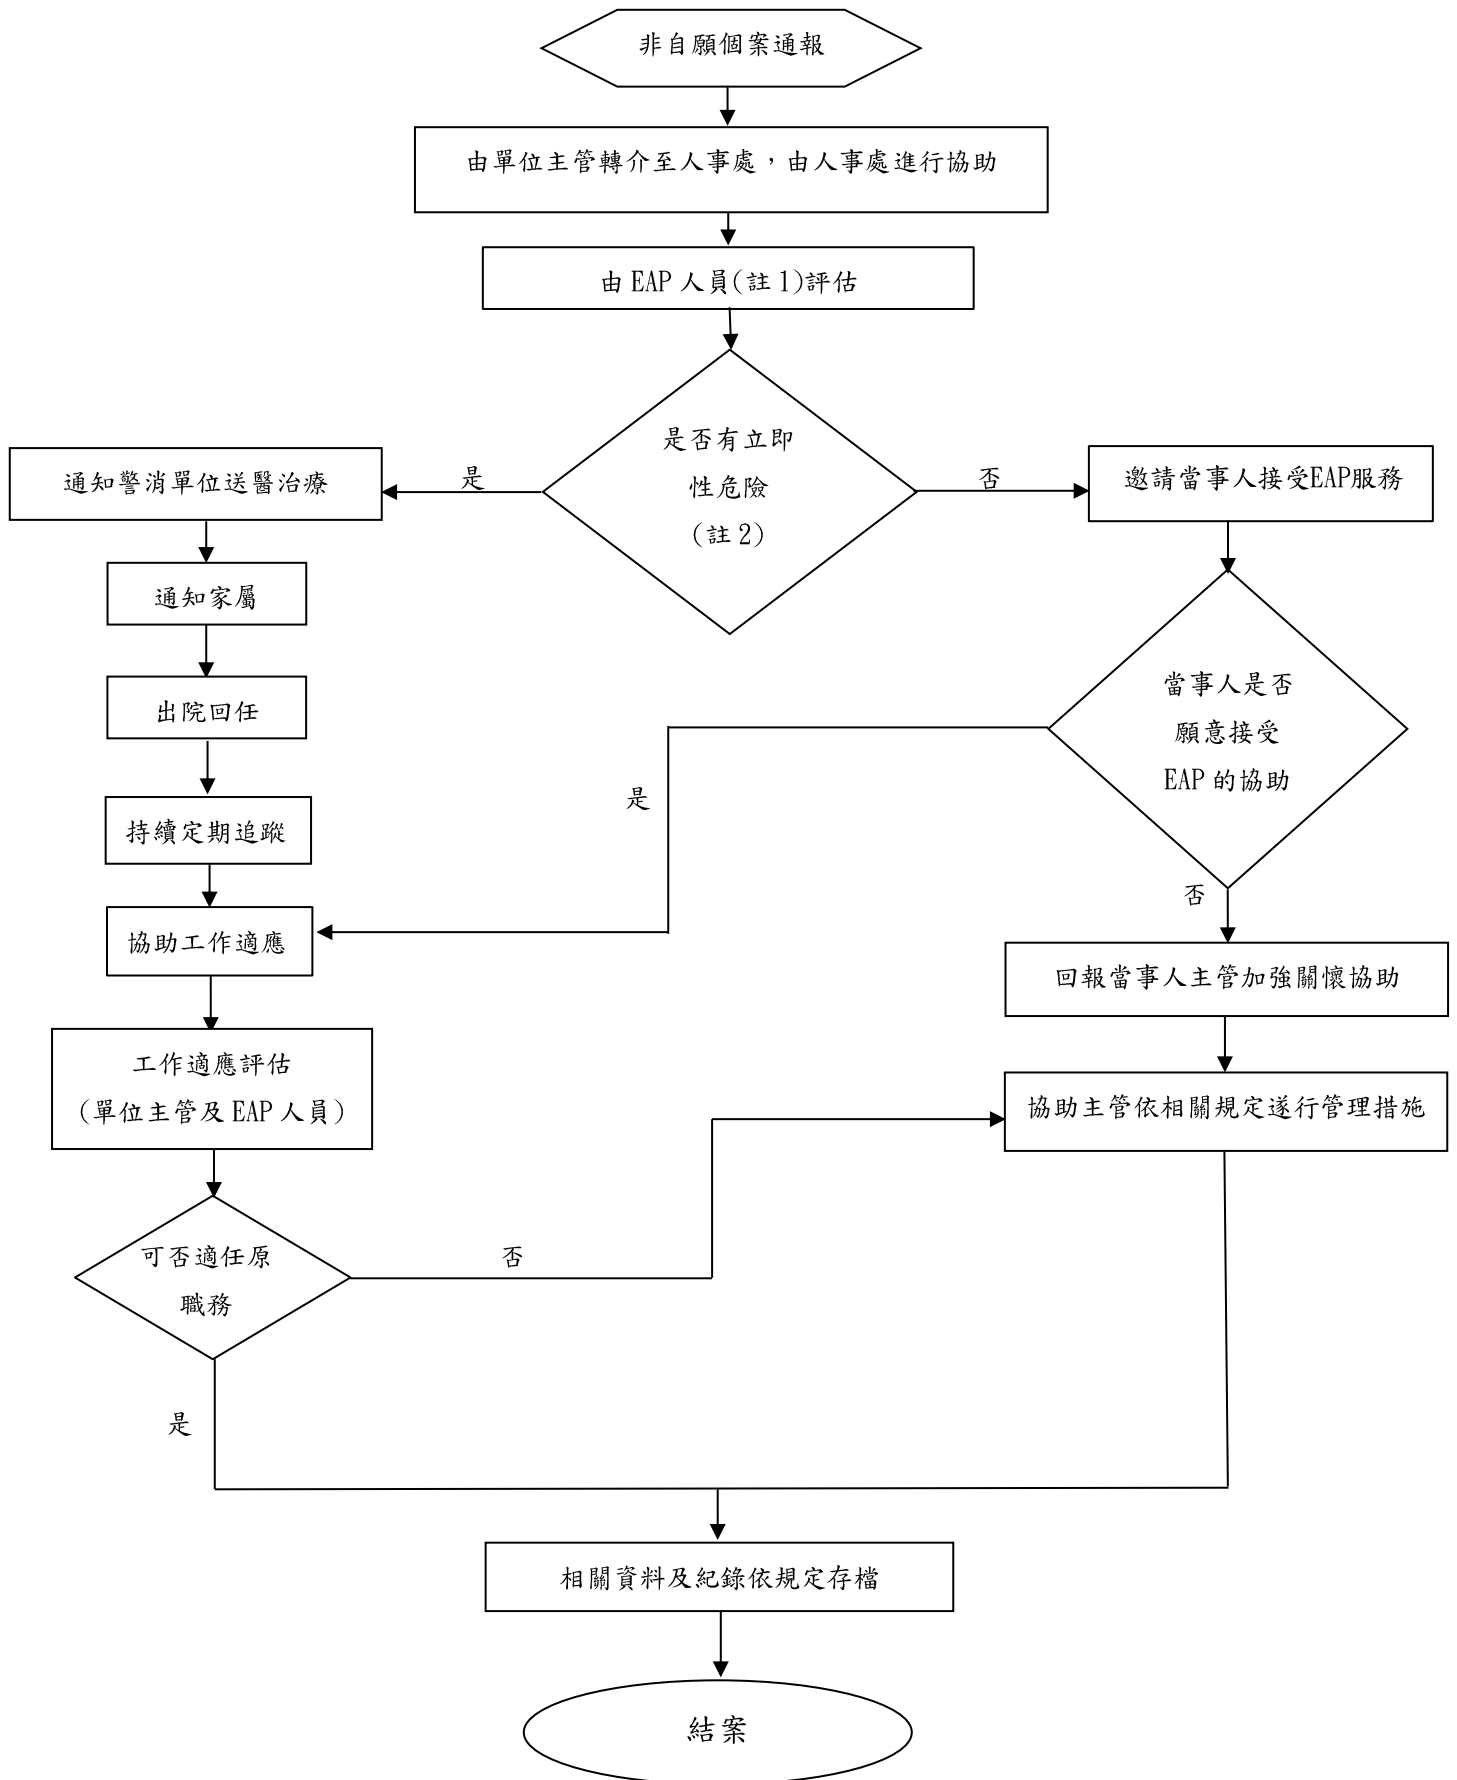 非自願個案通報
由單位主管轉介至人事處，由人事處進行協助
由 EAP 人員(註 1)評估
是否有立即
性危險
(註 2)
是
否
通知警消單位送醫治療
邀請當事人接受EAP服務
通知家屬
出院回任
當事人是否
願意接受
EAP 的協助
是
持續定期追蹤
否
協助工作適應
回報當事人主管加強關懷協助
工作適應評估
(單位主管及 EAP 人員)
協助主管依相關規定遂行管理措施
可否適任原
職務
否
是
相關資料及紀錄依規定存檔
結案